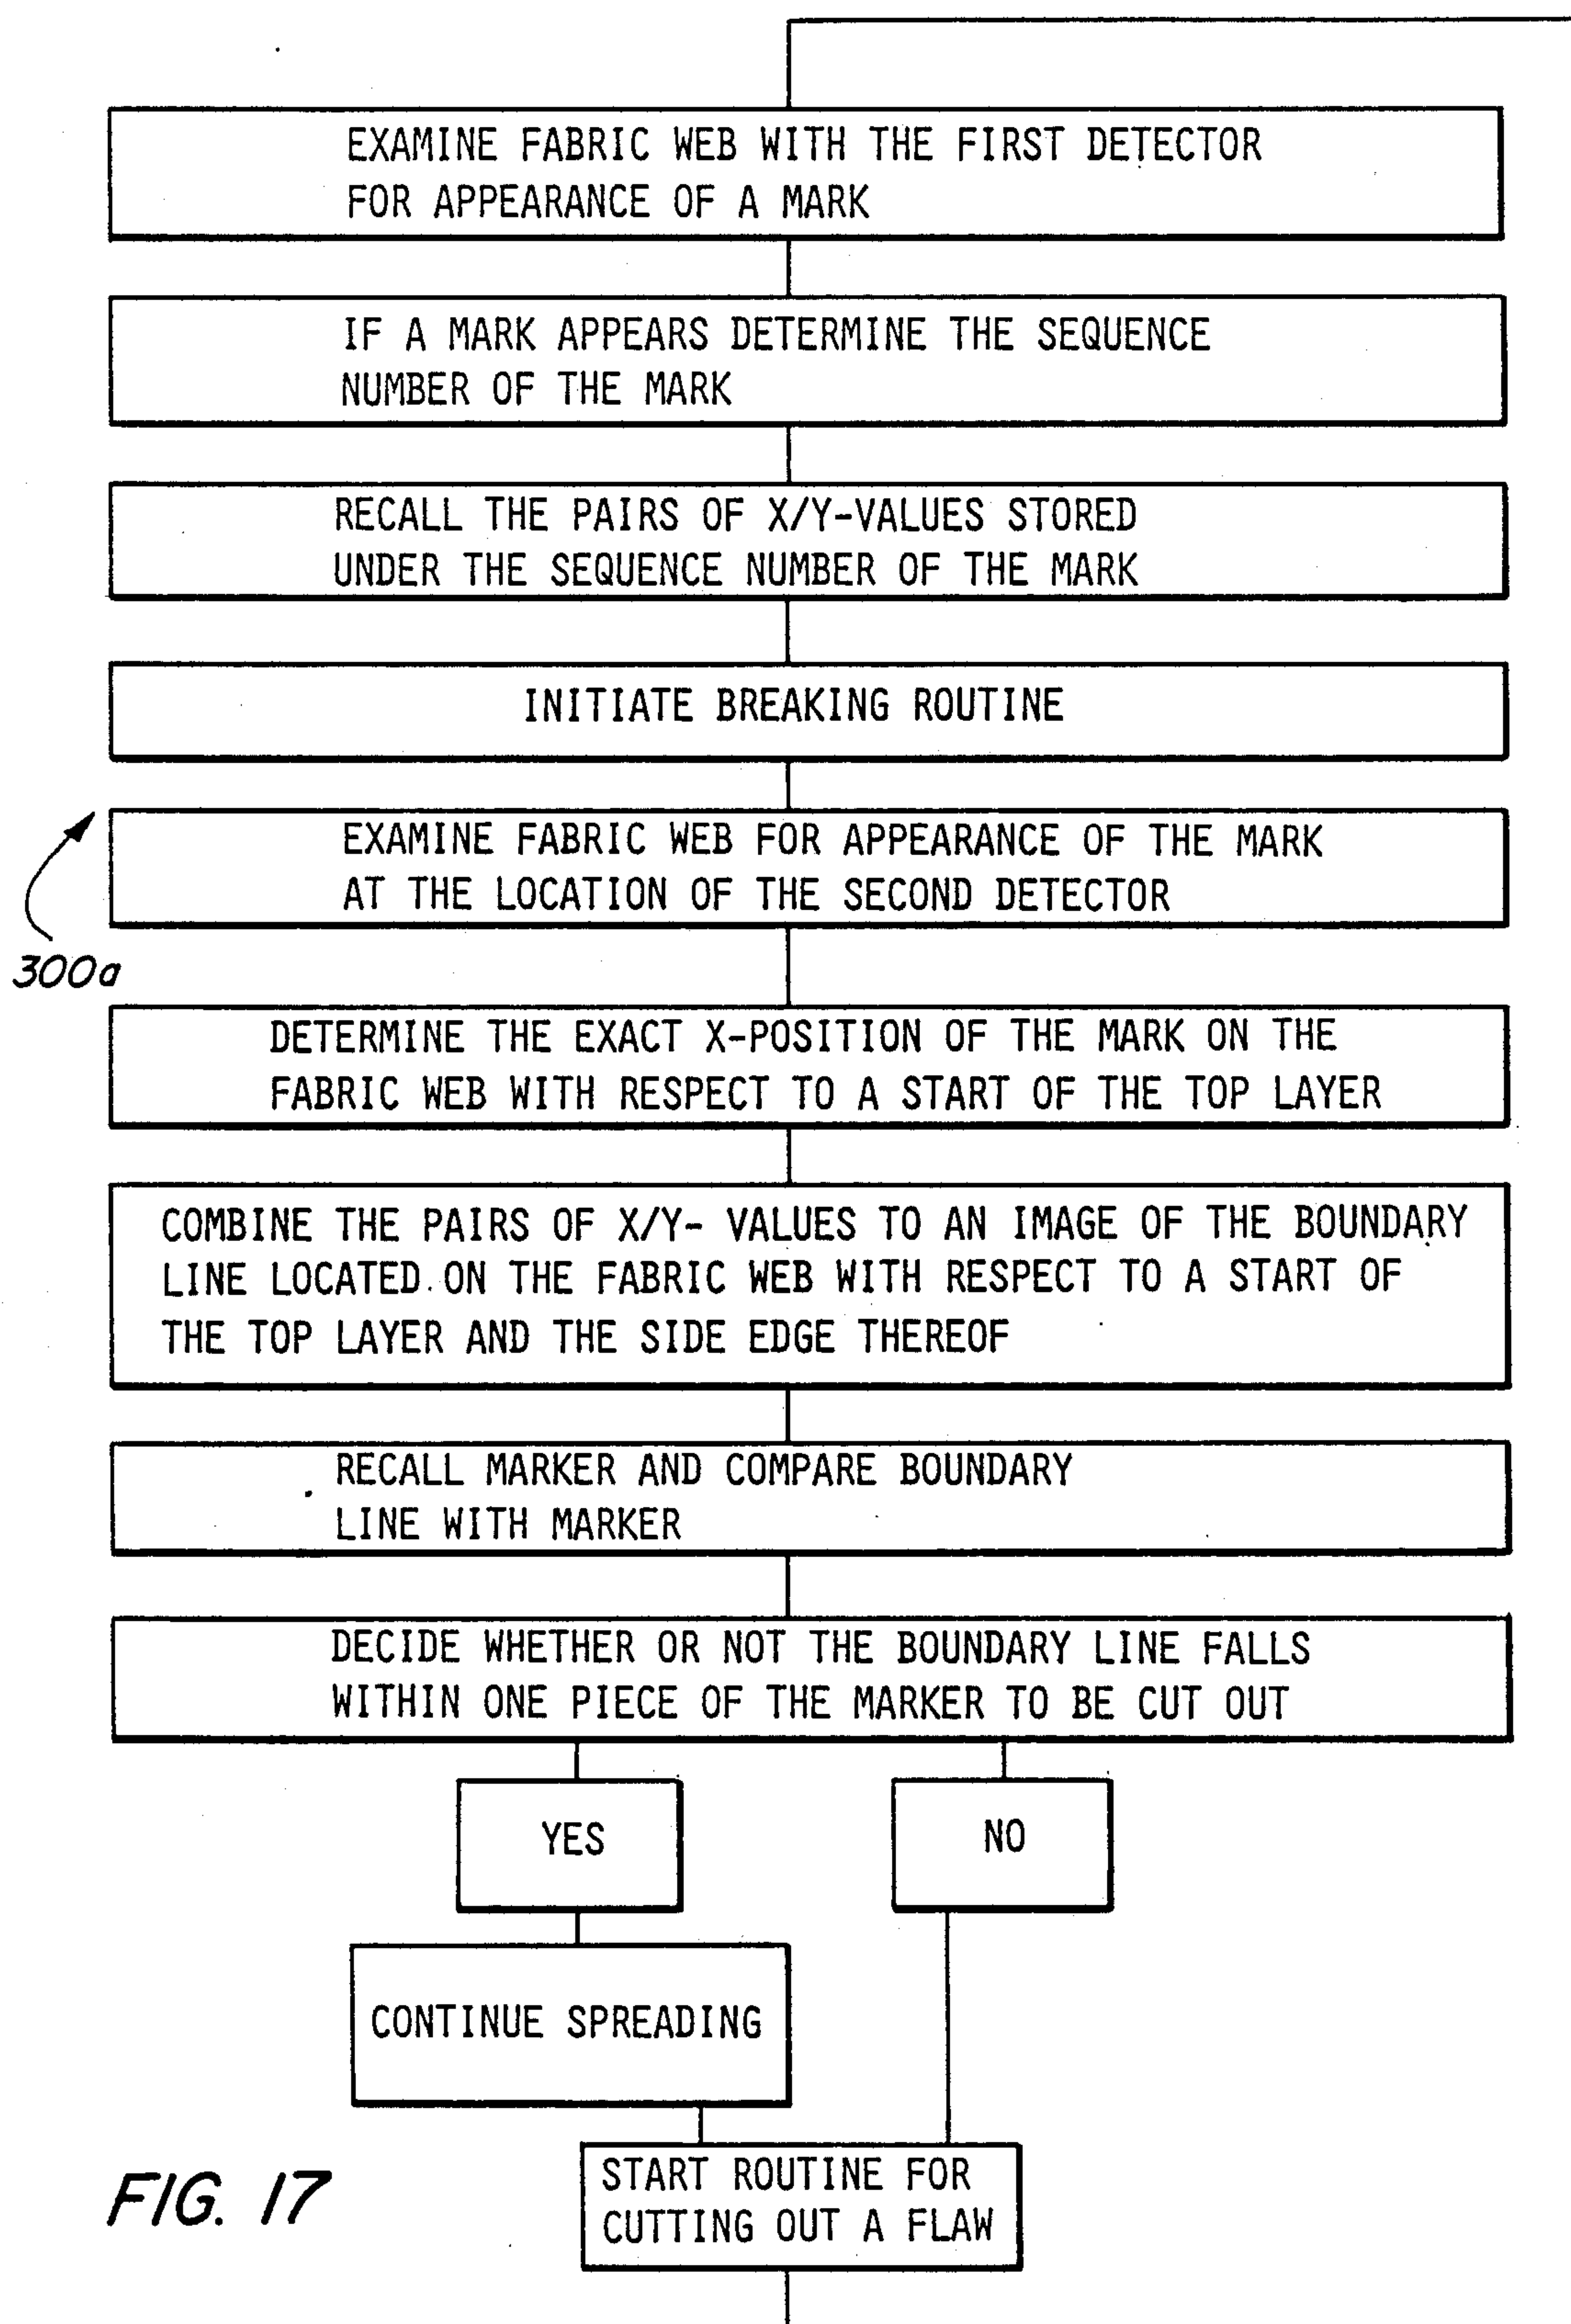 EXAMINE FABRIC WEB WITH THE FIRST DETECTOR
FOR APPEARANCE OF A MARK
IF A MARK APPEARS DETERMINE THE SEQUENCE
NUMBER OF THE MARK
RECALL THE PAIRS OF X/Y-VALUES STORED
UNDER THE SEQUENCE NUMBER OF THE MARK
INITIATE BREAKING ROUTINE
EXAMINE FABRIC WEB FOR APPEARANCE OF THE MARK
AT THE LOCATION OF THE SECOND DETECTOR
300a
DETERMINE THE EXACT X-POSITION OF THE MARK ON THE
FABRIC WEB WITH RESPECT TO A START OF THE TOP LAYER
COMBINE THE PAIRS OF X/Y- VALUES TO AN IMAGE OF THE BOUNDARY
LINE LOCATED ON THE FABRIC WEB WITH RESPECT TO A START OF
THE TOP LAYER AND THE SIDE EDGE THEREOF
RECALL MARKER AND COMPARE BOUNDARY
LINE WITH MARKER
DECIDE WHETHER OR NOT THE BOUNDARY LINE FALLS
WITHIN ONE PIECE OF THE MARKER TO BE CUT OUT
YES
NO
CONTINUE SPREADING
START ROUTINE FOR
CUTTING OUT A FLAW
FIG. 17